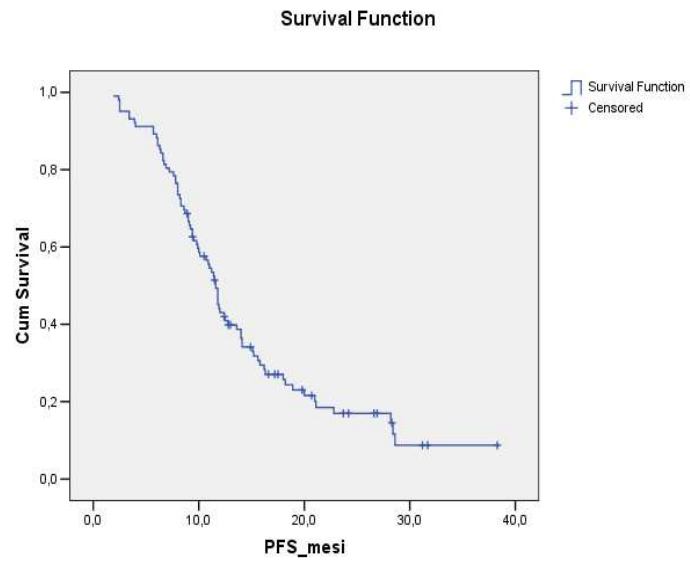 Survival Function
Survival Function
Censored
1,0
0,8
0,6
0,4
0,2
0,0
Cum Survival
0,0 10,0 20,0 30,0 40,0
PFS_mesi